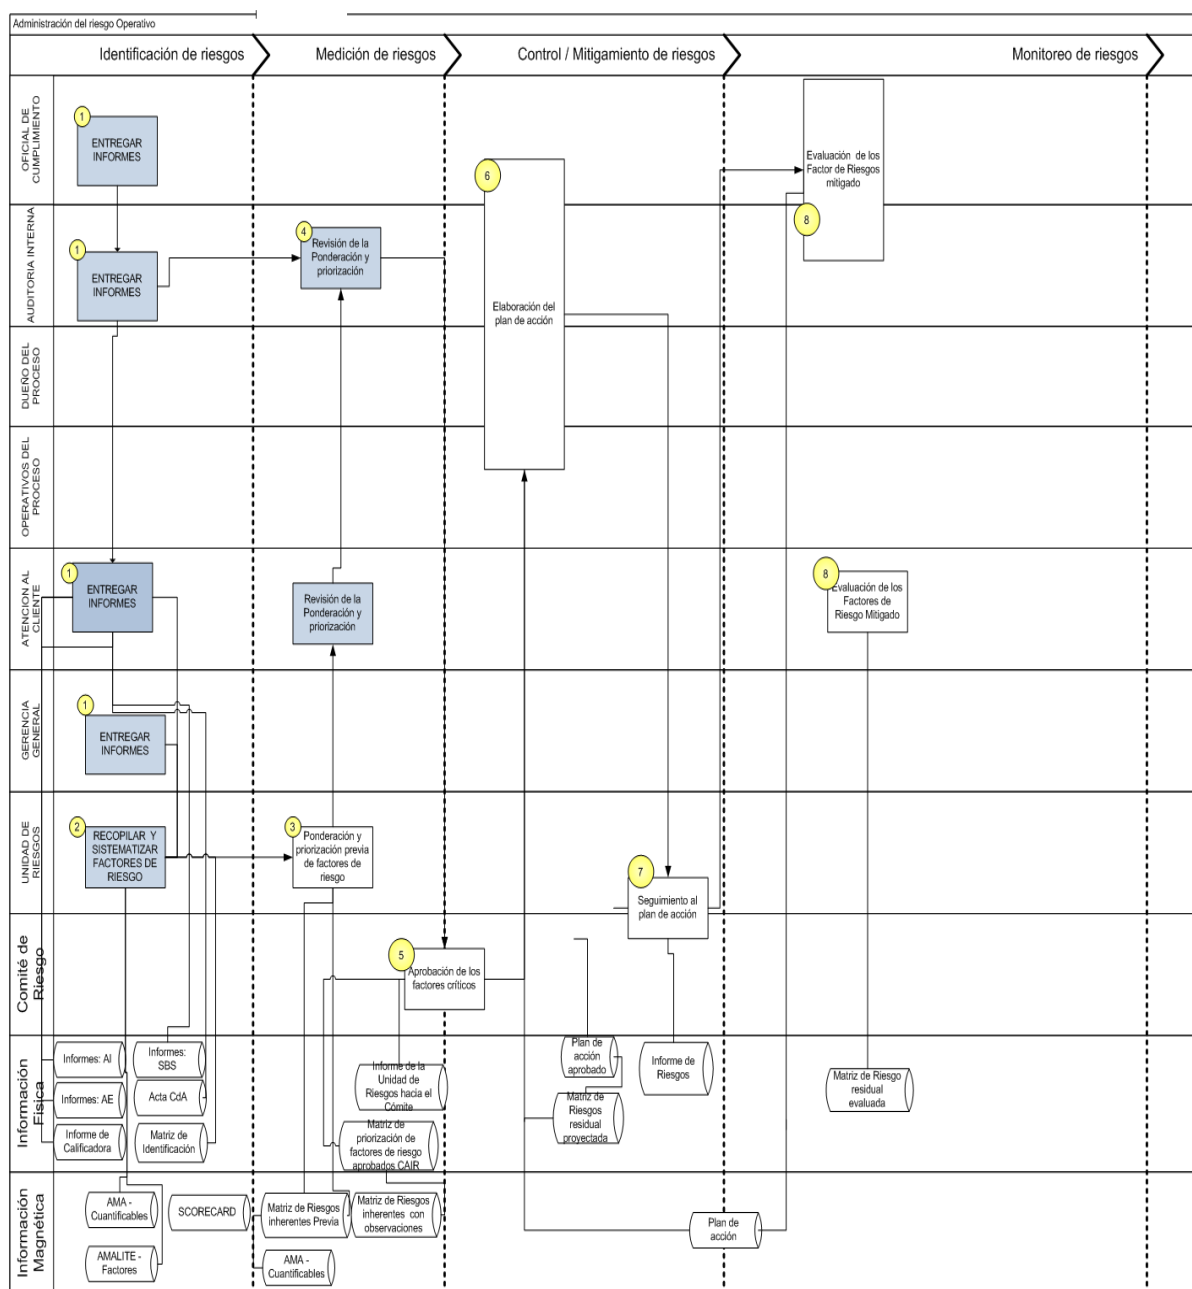 Administración del riesgo Operativo
Identificación de riesgos
Medición de riesgos
Control / Mitigamiento de riesgos
Monitoreo de riesgos
OFICIAL DE
CUMPLIMIENTO
1
ENTREGAR
INFORMES
6
Evaluación de los
Factor de Riesgos
mitigado
8
AUDITORIA INTERNA
1
ENTREGAR
INFORMES
4
Revisión de la
Ponderación y
priorización
Elaboración del
plan de acción
DUEÑO DEL
PROCESO
OPERATIVOS DEL
PROCESO
ATENCION AL
CLIENTE
1
ENTREGAR
INFORMES
Revisión de la
Ponderación y
priorización
8
Evaluación de los
Factores de
Riesgo Mitigado
GERENCIA
GENERAL
1
ENTREGAR
INFORMES
UNIDAD DE
RIESGOS
2
RECOPILAR Y
SISTEMATIZAR
FACTORES DE
RIESGO
3
Ponderación y
priorización previa
de factores de
riesgo
7
Seguimiento al
plan de acción
Comité de
Riesgo
5
Aprobación de los
factores críticos
Información
Física
Informes: AI
Informes:
SBS
Informes: AE
Acta CdA
Informe de
Calificadora
Matriz de
Identificación
Informe de la
Unidad de
Riesgos hacia el
Cómite
Matriz de
priorización de
factores de riesgo
aprobados CAIR
Plan de
acción
aprobado
Matriz de
Riesgos
residual
proyectada
Informe de
Riesgos
Matriz de Riesgo
residual
evaluada
Información
Magnética
AMA -
Cuantificables
SCORECARD
AMALITE -
Factores
Matriz de Riesgos
inherentes Previa
Matriz de Riesgos
inherentes con
observaciones
AMA -
Cuantificables
Plan de
acción